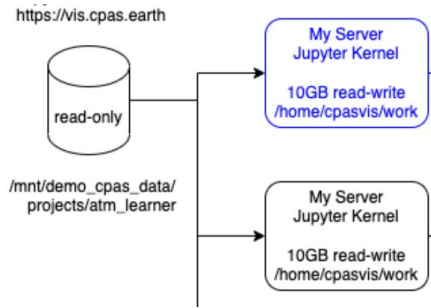 https://vis.cpas.earth
read-only
/mnt/demo_cpas_data/
projects/atm_learner
My Server
Jupyter Kernel
10GB read-write
/home/cpasvis/work
My Server
Jupyter Kernel
10GB read-write
/home/cpasvis/work